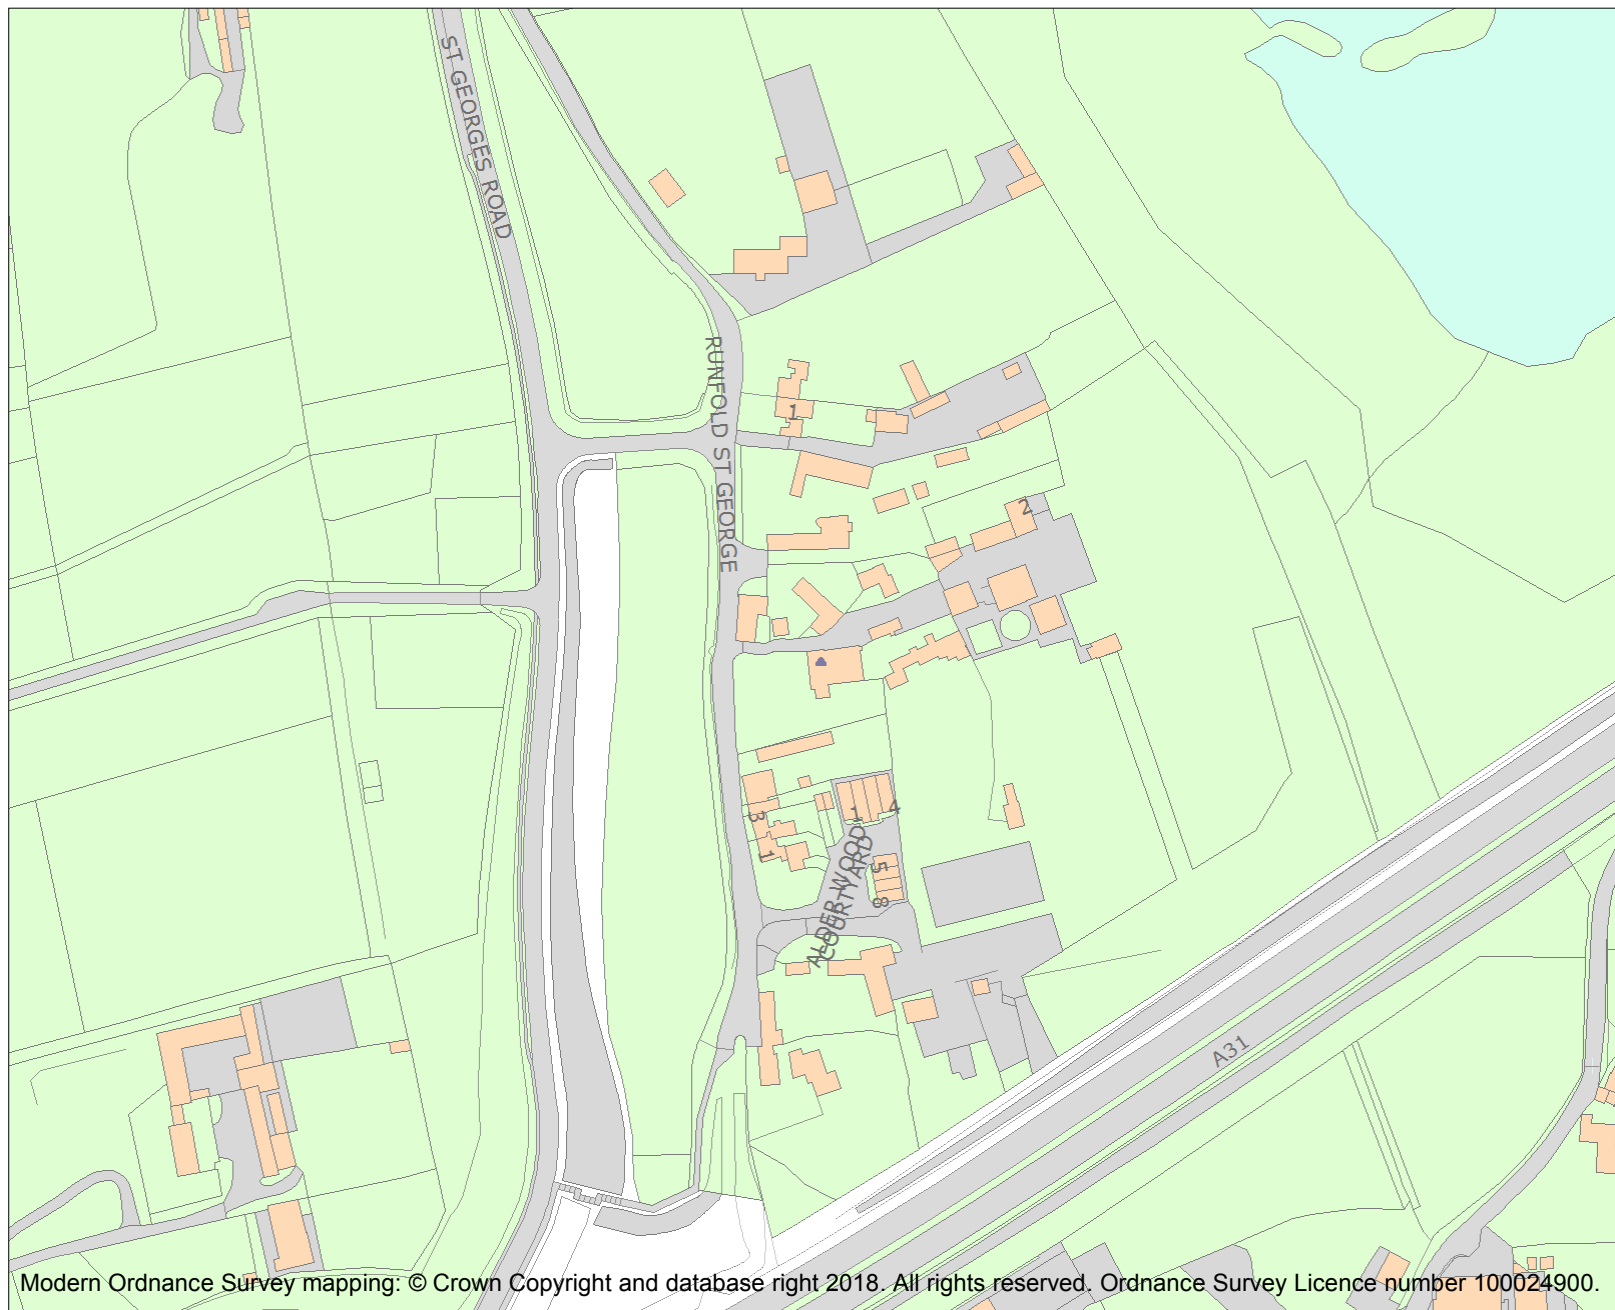 ST GEORGES ROAD
RUNFOLD ST GEORGE
1
2
3
1
1
4
5
8
ALDER WOOD
COURTYARD
A31
Modern Ordnance Survey mapping: © Crown Copyright and database right 2018. All rights reserved. Ordnance Survey Licence number 100024900.